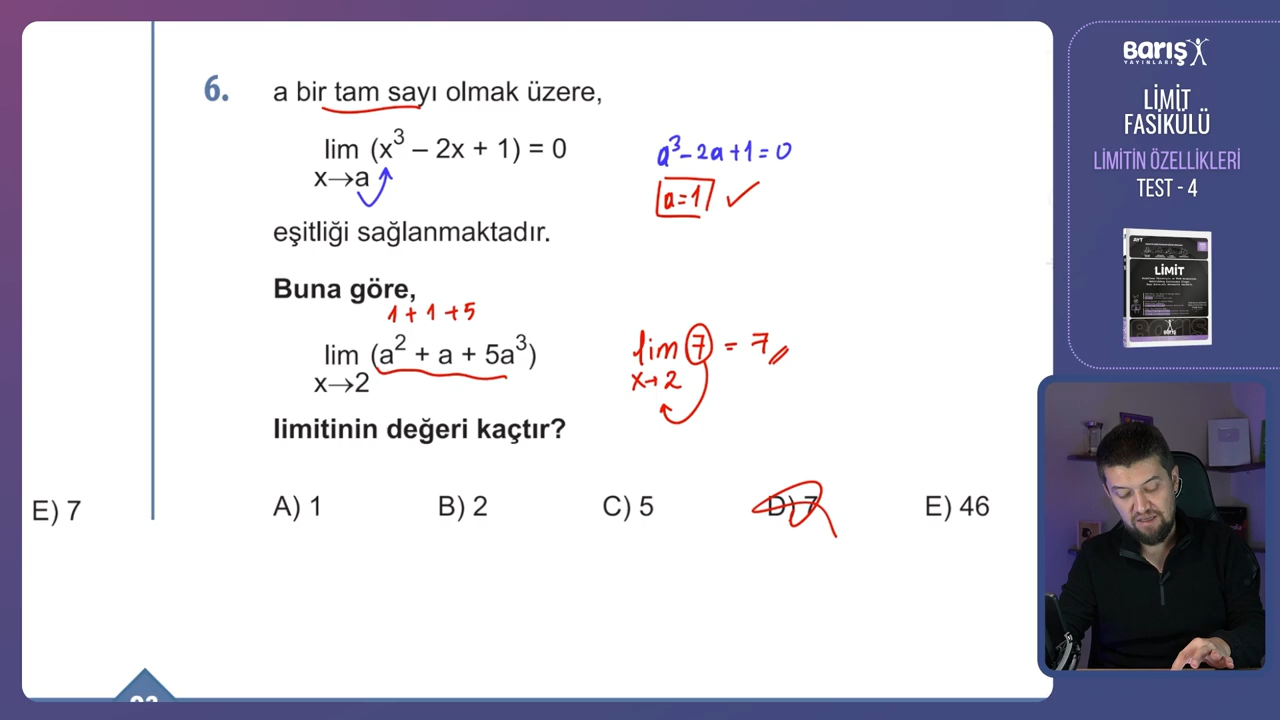 6. a bir tam sayı olmak üzere,
lim (x³ – 2x + 1) = 0
x→a
a³-2a+1=0
a=1 ✓
eşitliği sağlanmaktadır.
Buna göre,
1+1+5
lim (a² + a + 5a³)
x→2
lim 7 = 7
x→2
limitinin değeri kaçtır?
A) 1 B) 2 C) 5 D) 7 E) 46
E) 7
BARIŞ
YAYINLARI
LİMİT
FASİKÜLÜ
LİMİTİN ÖZELLİKLERİ
TEST - 4
AYT
LİMİT
BARIŞ